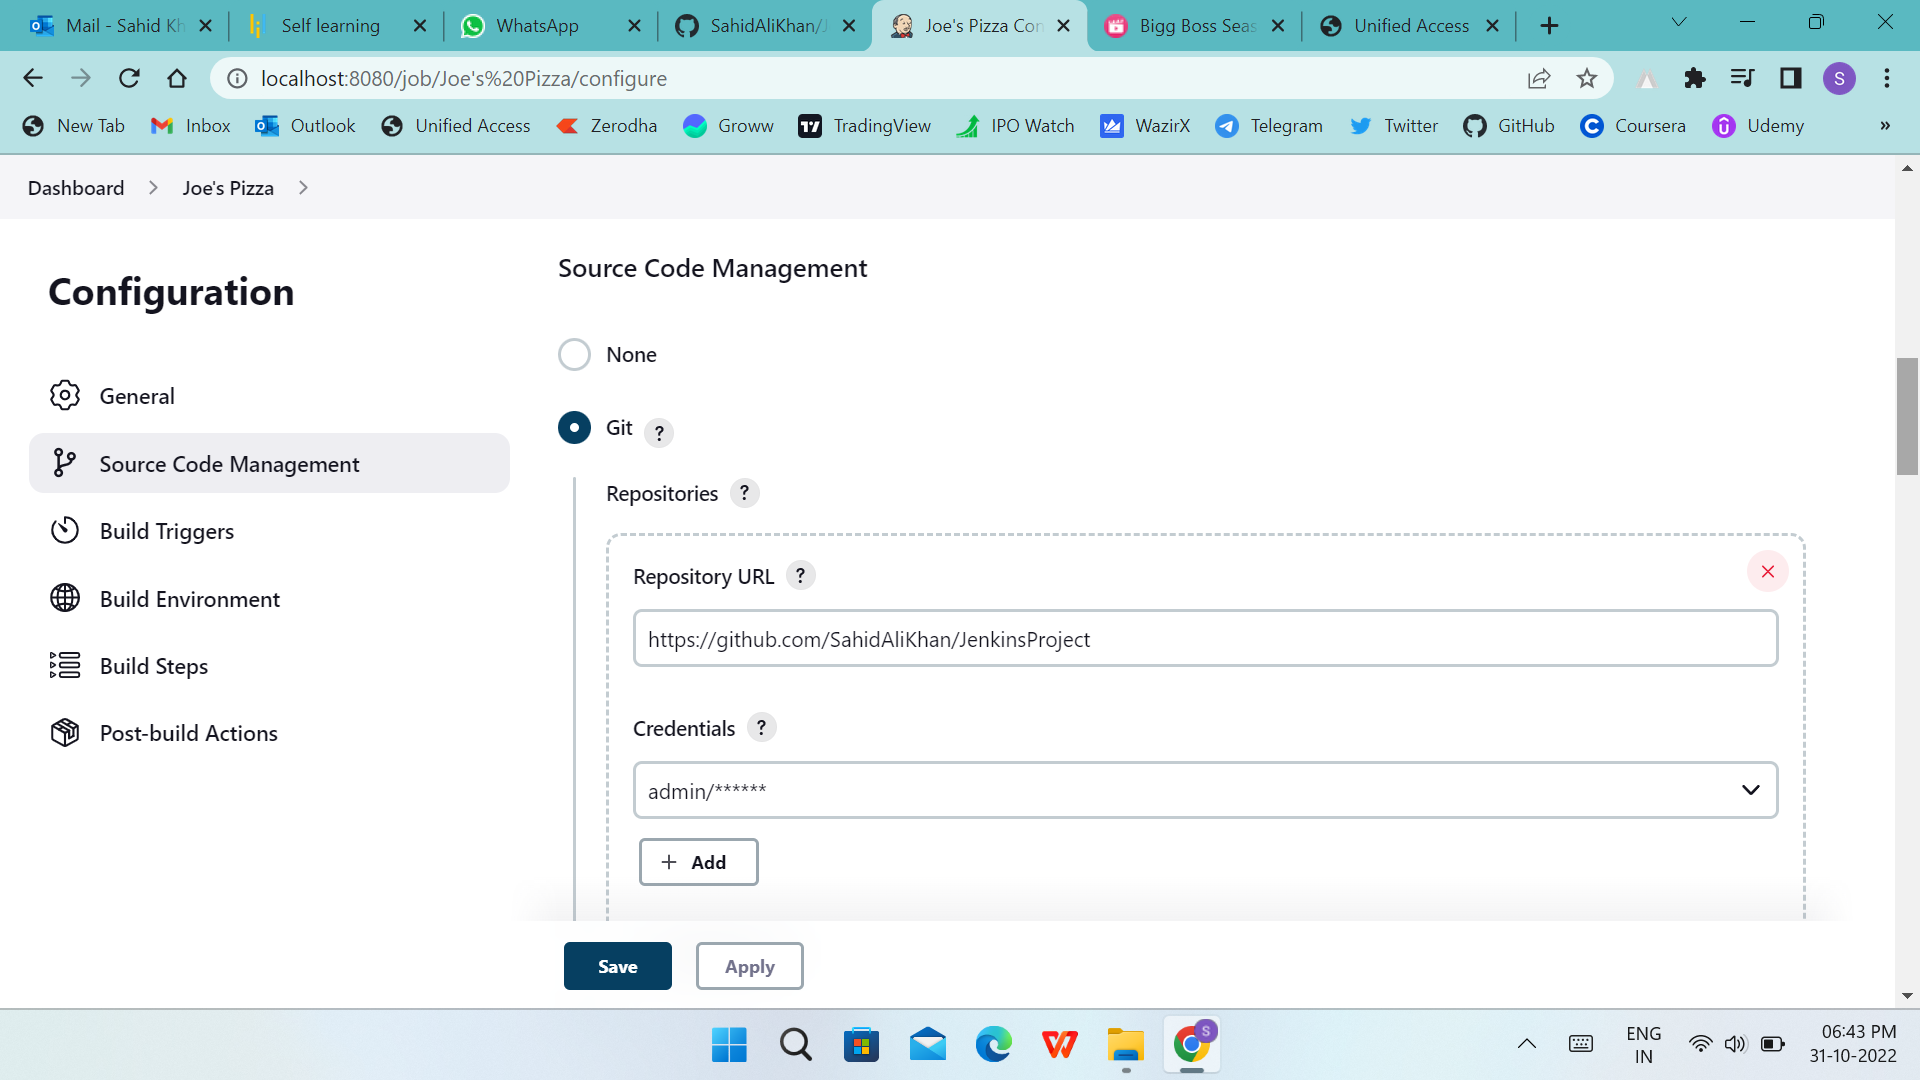 Mail - Sahid Kh
Self learning
WhatsApp
SahidAliKhan/J
Joe's Pizza Con
Bigg Boss Seas
Unified Access
localhost:8080/job/Joe's%20Pizza/configure
S
New Tab
Inbox
Outlook
Unified Access
Zerodha
Groww
TradingView
IPO Watch
WazirX
Telegram
Twitter
GitHub
Coursera
Udemy
»
Dashboard
Joe's Pizza
Configuration
General
Source Code Management
Build Triggers
Build Environment
Build Steps
Post-build Actions
Source Code Management
None
Git ?
Repositories ?
Repository URL ?
https://github.com/SahidAliKhan/JenkinsProject
Credentials ?
admin/******
+ Add
Save
Apply
S
ENG
IN
06:43 PM
31-10-2022